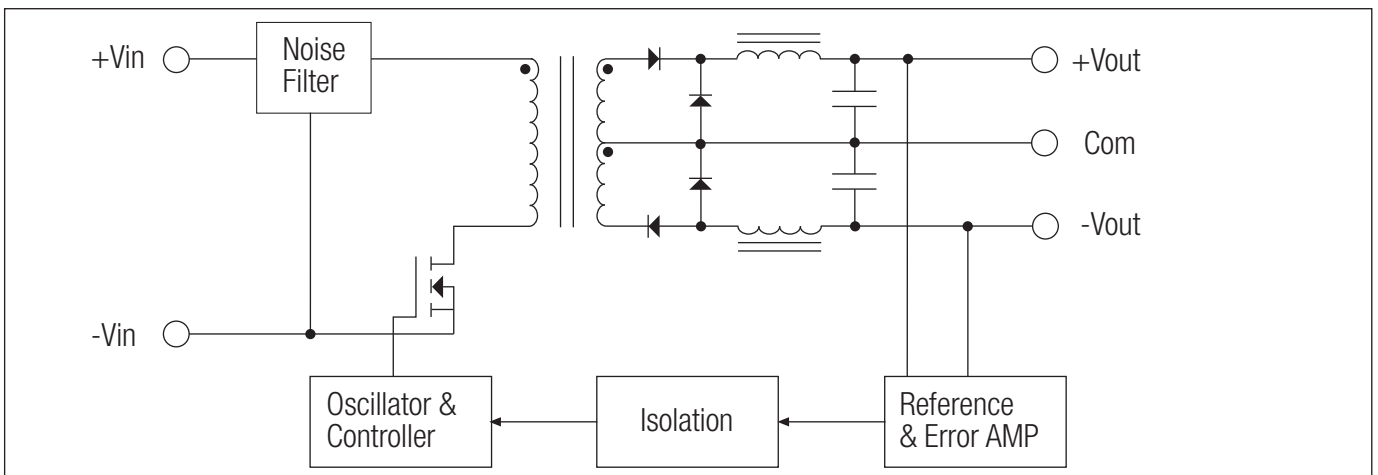 +Vin
Noise
Filter
+Vout
Com
-Vout
-Vin
Oscillator &
Controller
Isolation
Reference
& Error AMP